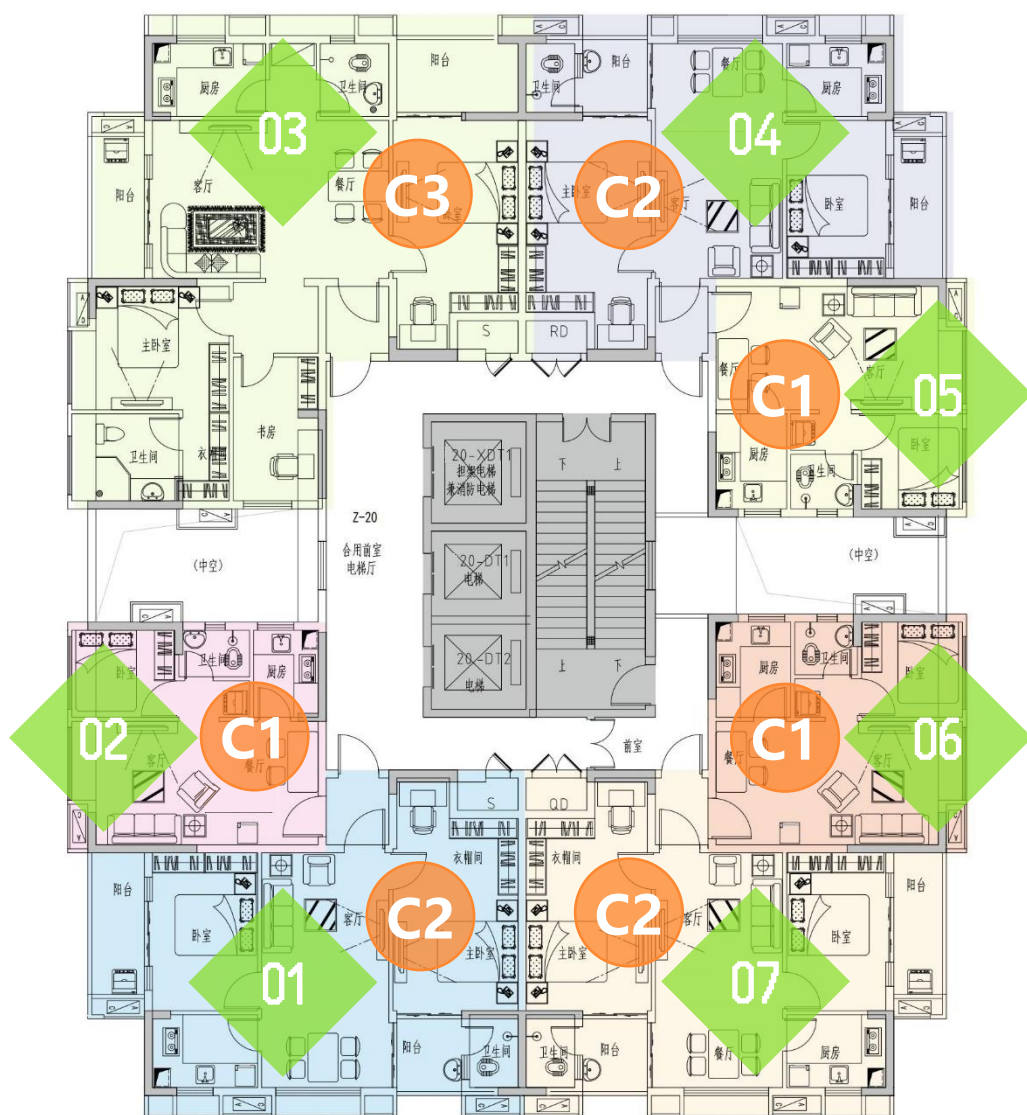 阳台
阳台
厨房
卫生间
卫生间
餐厅
厨房
03
04
客厅
餐厅
C3
主卧室
C2
卧室
阳台
阳台
主卧室
S
RD
餐厅
C1
客厅
05
卧室
书房
卫生间
厨房
卫生间
20-XDT1
担架电梯
兼消防电梯
下
上
Z-20
合用前室
电梯厅
(中空)
(中空)
20-DT1
电梯
20-DT2
电梯
上
下
前室
卧室
卫生间
厨房
02
C1
客厅
餐厅
厨房
卫生间
卧室
C1
06
餐厅
客厅
S
QD
阳台
卧室
客厅
衣帽间
C2
主卧室
01
衣帽间
C2
主卧室
客厅
07
卧室
阳台
阳台
卫生间
卫生间
阳台
餐厅
厨房